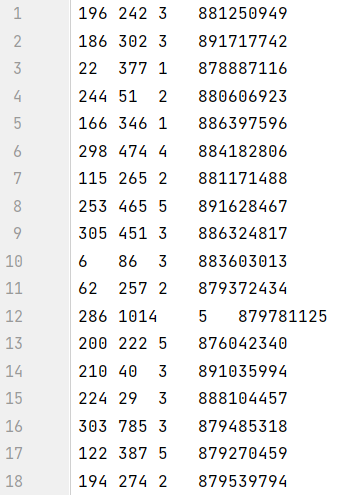 1 196 242 3 881250949
2 186 302 3 891717742
3 22 377 1 878887116
4 244 51 2 880606923
5 166 346 1 886397596
6 298 474 4 884182806
7 115 265 2 881171488
8 253 465 5 891628467
9 305 451 3 886324817
10 6 86 3 883603013
11 62 257 2 879372434
12 286 1014 5 879781125
13 200 222 5 876042340
14 210 40 3 891035994
15 224 29 3 888104457
16 303 785 3 879485318
17 122 387 5 879270459
18 194 274 2 879539794